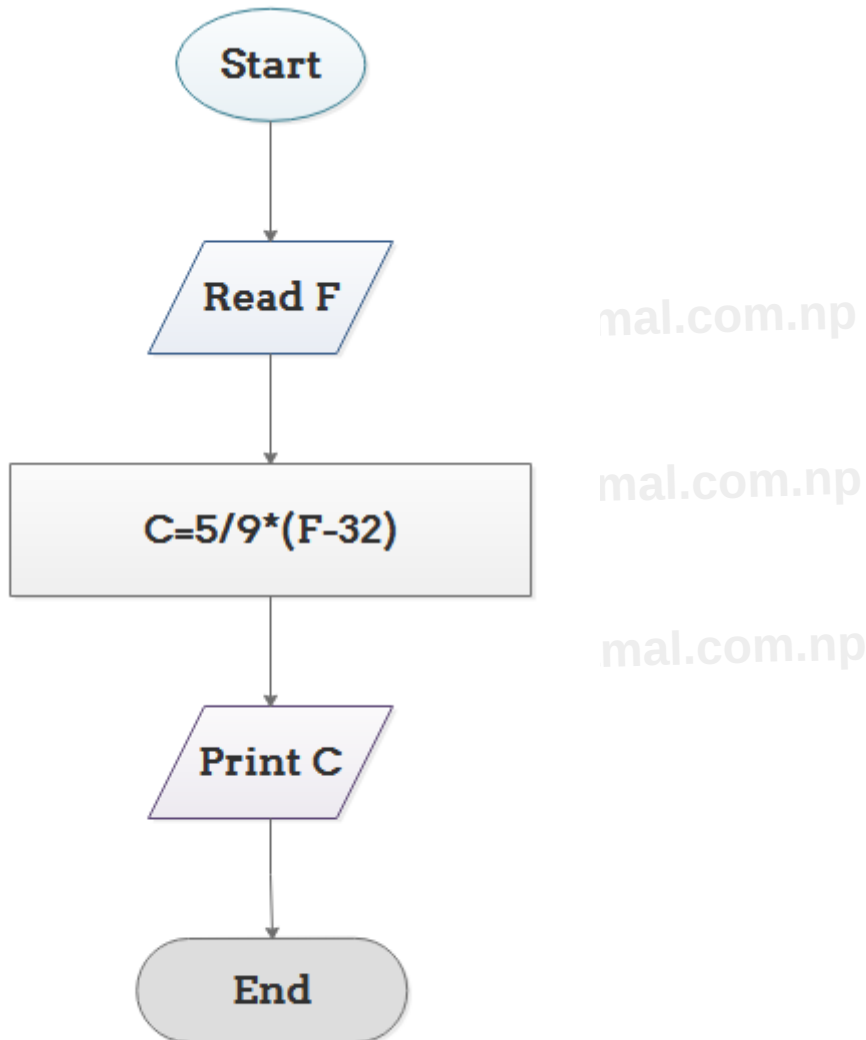 Start
Read F
mal.com.np
C=5/9*(F-32)
mal.com.np
mal.com.np
Print C
End